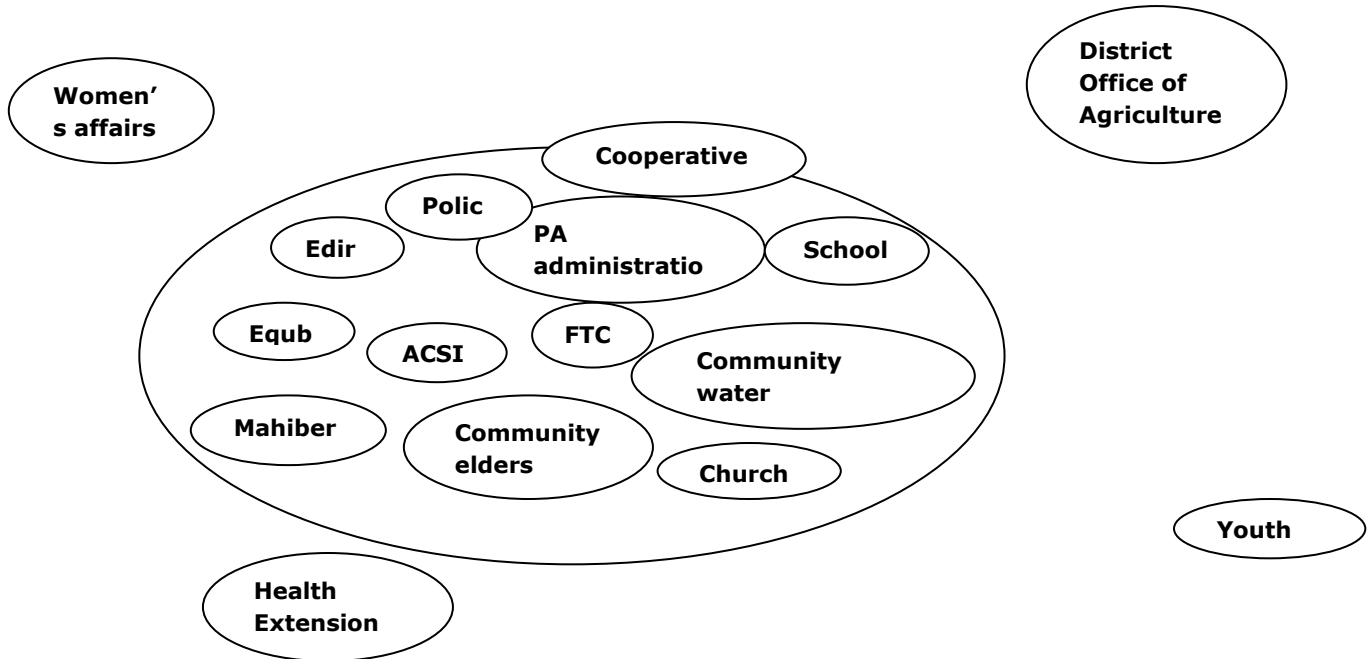 District
Office of
Agriculture
Women’
s affairs
Cooperative
Polic
PA
administratio
Edir
School
Equb
ACSI
FTC
Community
water
Mahiber
Community
elders
Church
Youth
Health
Extension